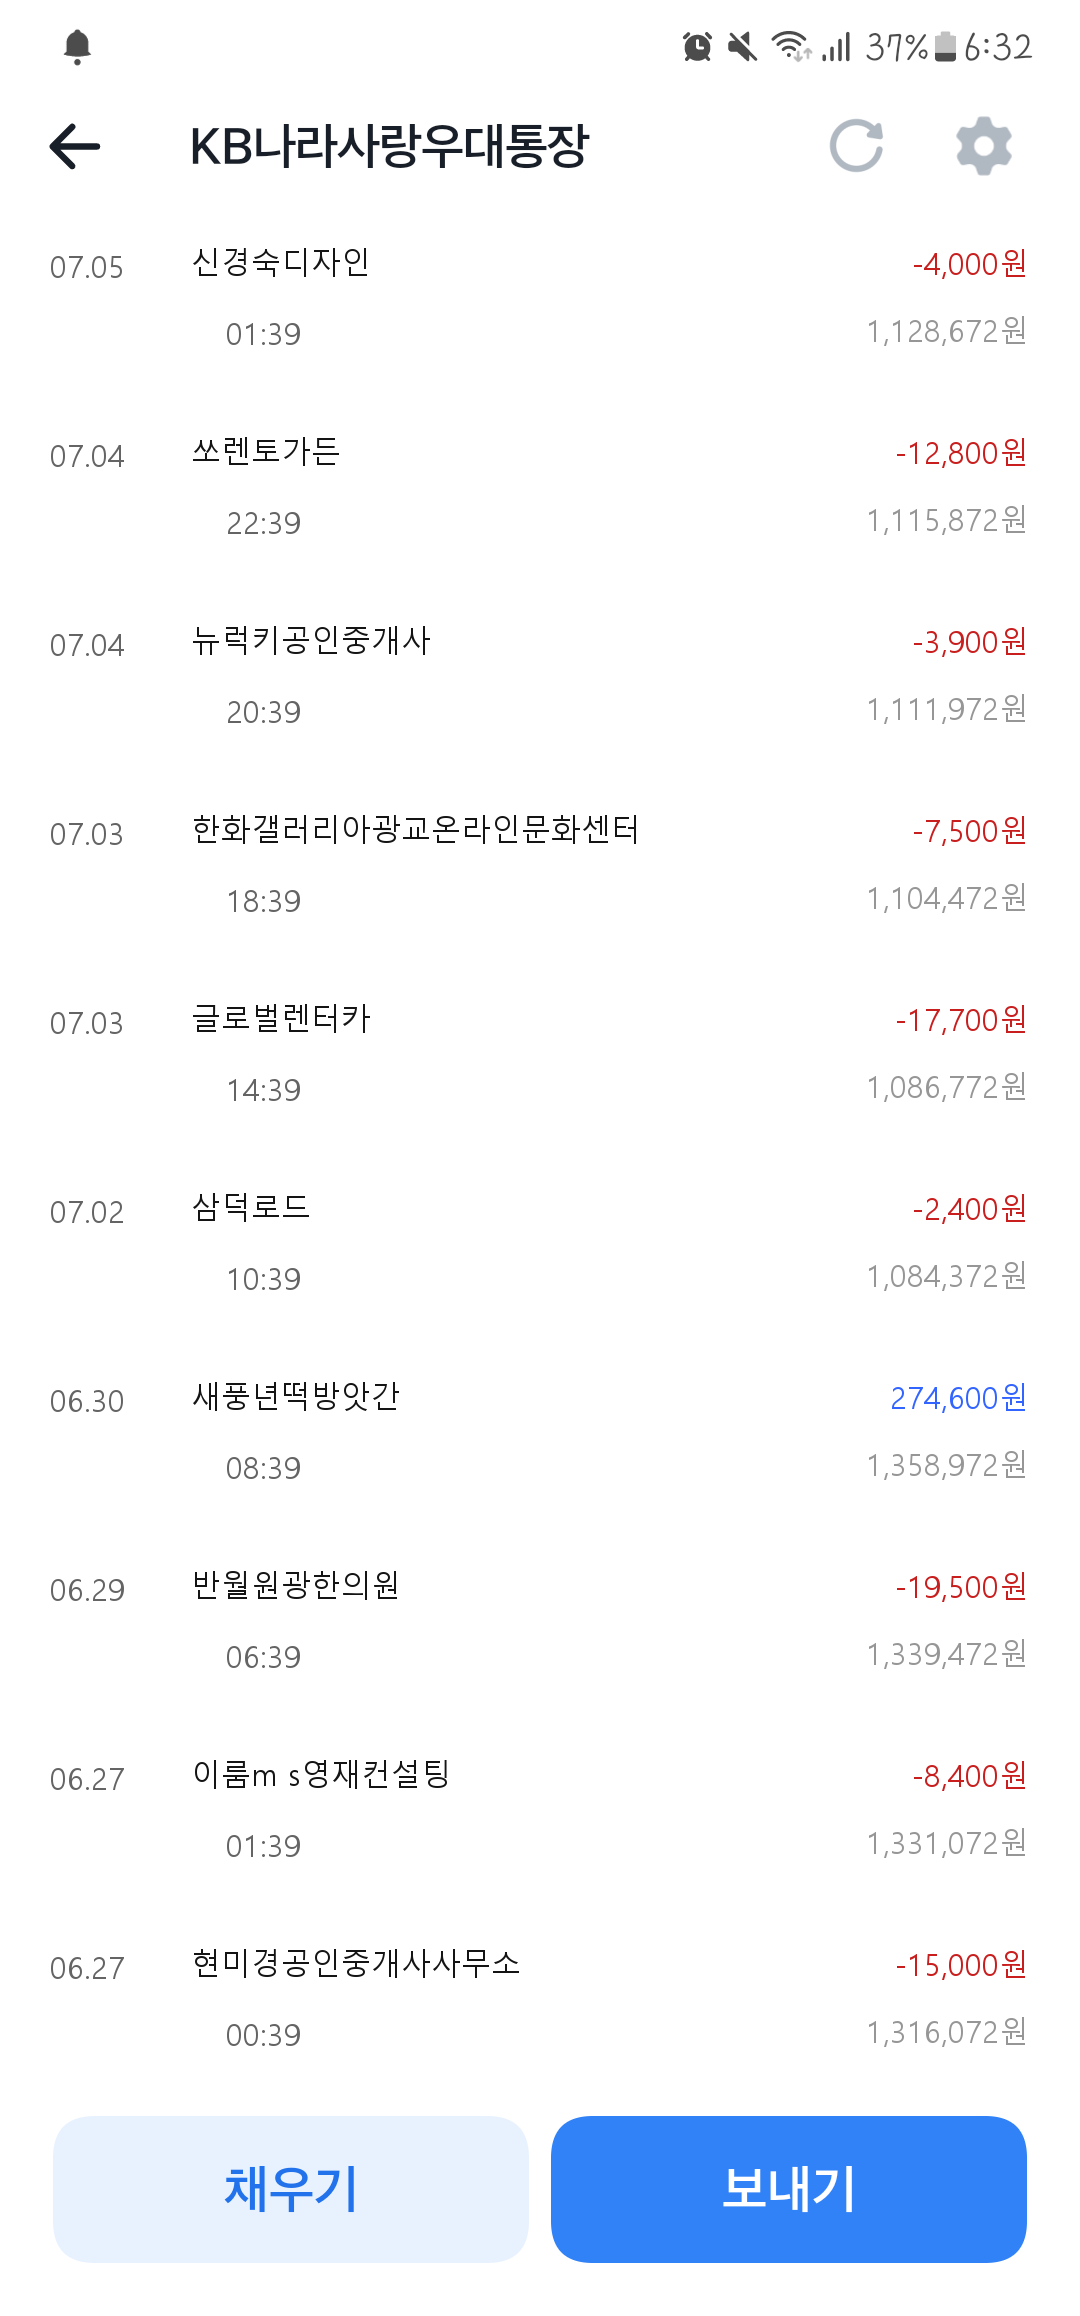 37% 6:32
KB나라사랑우대통장
07.05 신경숙디자인 -4,000원
01:39 1,128,672원
07.04 쏘렌토가든 -12,800원
22:39 1,115,872원
07.04 뉴럭키공인중개사 -3,900원
20:39 1,111,972원
07.03 한화갤러리아광교온라인문화센터 -7,500원
18:39 1,104,472원
07.03 글로벌렌터카 -17,700원
14:39 1,086,772원
07.02 삼덕로드 -2,400원
10:39 1,084,372원
06.30 새풍년떡방앗간 274,600원
08:39 1,358,972원
06.29 반월원광한의원 -19,500원
06:39 1,339,472원
06.27 이룸m s영재컨설팅 -8,400원
01:39 1,331,072원
06.27 현미경공인중개사사무소 -15,000원
00:39 1,316,072원
채우기 보내기